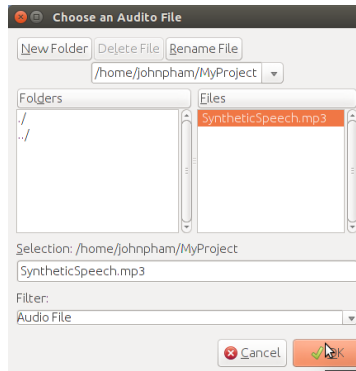 Choose an Audito File
New Folder Delete File Rename File
/home/johnpham/MyProject
Folders Files
./ SyntheticSpeech.mp3
../
Selection: /home/johnpham/MyProject
SyntheticSpeech.mp3
Filter:
Audio File
Cancel OK